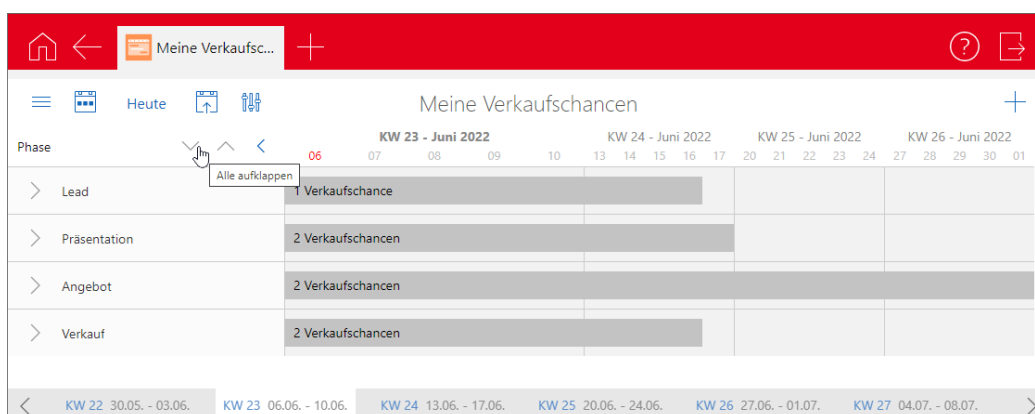 Meine Verkaufsc...
?
Heute
Meine Verkaufschancen
Phase
KW 23 - Juni 2022 KW 24 - Juni 2022 KW 25 - Juni 2022 KW 26 - Juni 2022
06 07 08 09 10 13 14 15 16 17 20 21 22 23 24 27 28 29 30 01
Alle aufklappen
Lead 1 Verkaufschance
Präsentation 2 Verkaufschancen
Angebot 2 Verkaufschancen
Verkauf 2 Verkaufschancen
KW 22 30.05. - 03.06. KW 23 06.06. - 10.06. KW 24 13.06. - 17.06. KW 25 20.06. - 24.06. KW 26 27.06. - 01.07. KW 27 04.07. - 08.07.